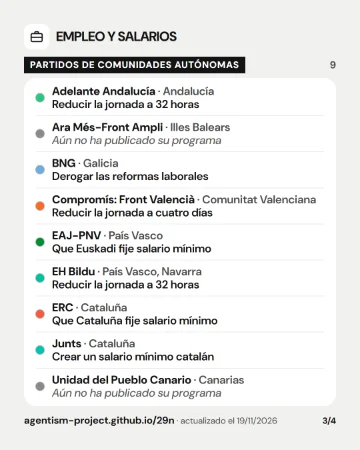 EMPLEO Y SALARIOS
PARTIDOS DE COMUNIDADES AUTÓNOMAS 9
Adelante Andalucía · Andalucía
Reducir la jornada a 32 horas
Ara Més-Front Ampli · Illes Balears
Aún no ha publicado su programa
BNG · Galicia
Derogar las reformas laborales
Compromís: Front Valencià · Comunitat Valenciana
Reducir la jornada a cuatro días
EAJ-PNV · País Vasco
Que Euskadi fije salario mínimo
EH Bildu · País Vasco, Navarra
Reducir la jornada a 32 horas
ERC · Cataluña
Que Cataluña fije salario mínimo
Junts · Cataluña
Crear un salario mínimo catalán
Unidad del Pueblo Canario · Canarias
Aún no ha publicado su programa
agentism-project.github.io/29n · actualizado el 19/11/2026 3/4